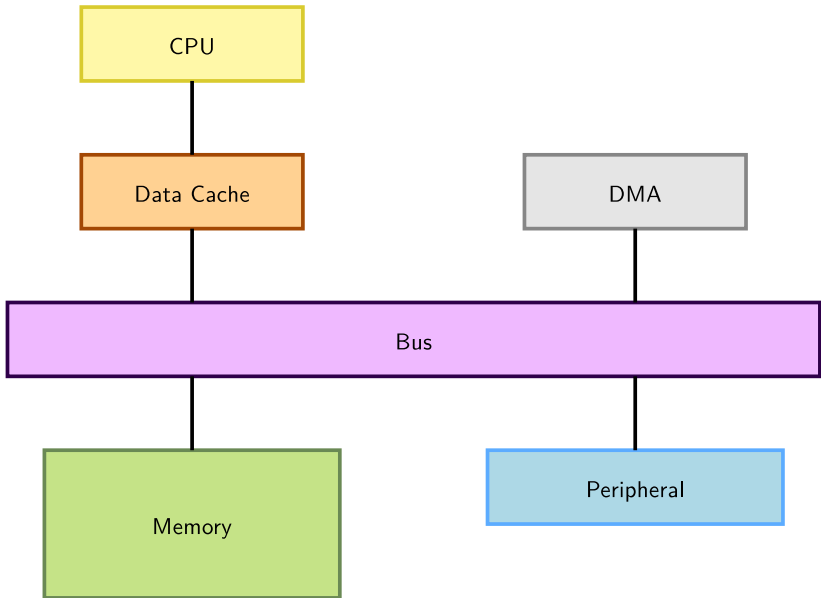 CPU
Data Cache
DMA
Bus
Memory
Peripheral